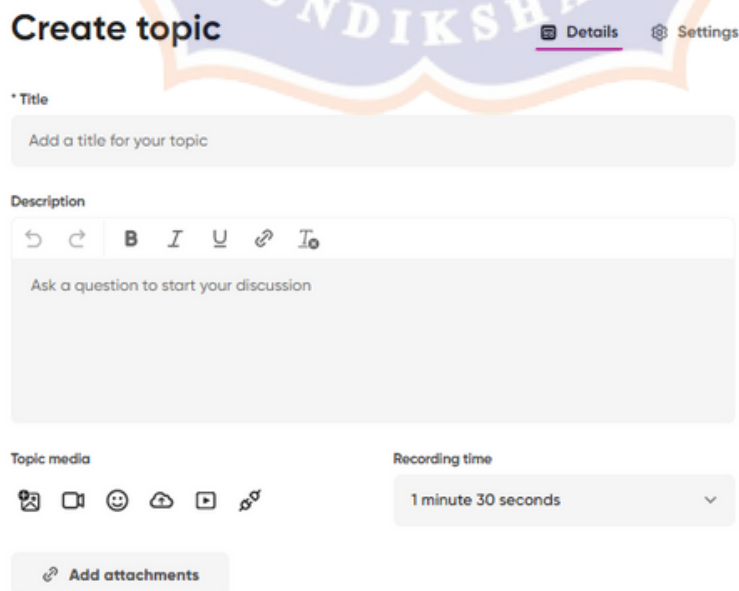 UNDIKSHA
Create topic
Details
Settings
* Title
Add a title for your topic
Description
B I U
Ask a question to start your discussion
Topic media
Recording time
1 minute 30 seconds
Add attachments